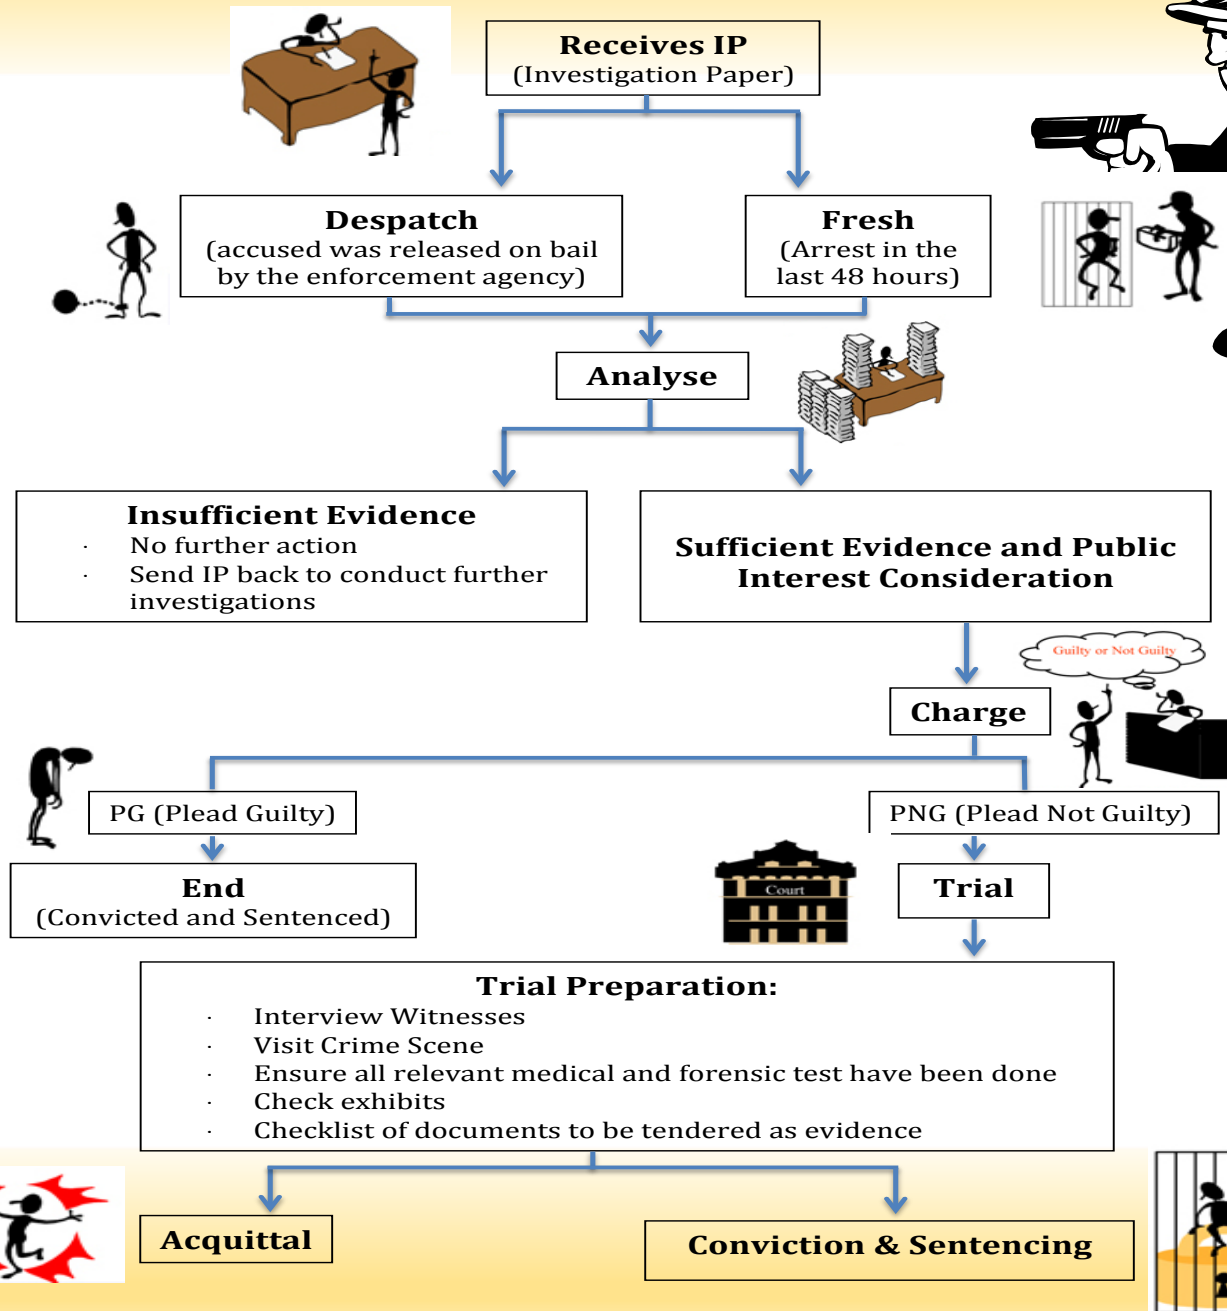 Receives IP
(Investigation Paper)
Despatch
(accused was released on bail
by the enforcement agency)
Fresh
(Arrest in the
last 48 hours)
Analyse
Insufficient Evidence
· No further action
· Send IP back to conduct further
investigations
Sufficient Evidence and Public
Interest Consideration
Guilty or Not Guilty
Charge
PG (Plead Guilty)
PNG (Plead Not Guilty)
End
(Convicted and Sentenced)
Court
Trial
Trial Preparation:
· Interview Witnesses
· Visit Crime Scene
· Ensure all relevant medical and forensic test have been done
· Check exhibits
· Checklist of documents to be tendered as evidence
Acquittal
Conviction & Sentencing